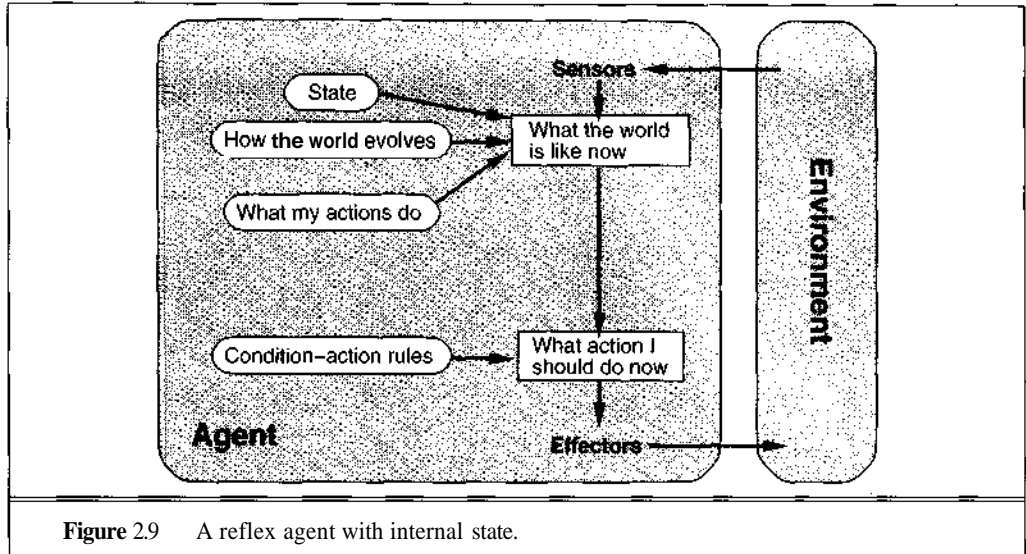 Sensors
State
What the world
is like now
How the world evolves
What my actions do
Environment
Condition–action rules
What action I
should do now
Agent
Effectors
Figure 2.9 A reflex agent with internal state.